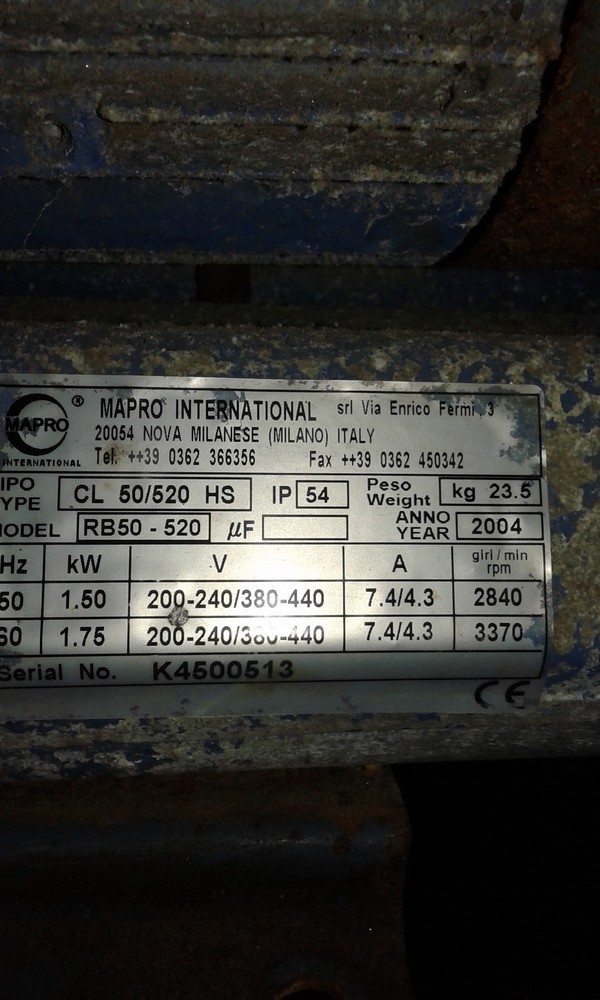 MAPRO ®
INTERNATIONAL
MAPRO INTERNATIONAL srl Via Enrico Fermi 3
20054 NOVA MILANESE (MILANO) ITALY
Tel. ++39 0362 366356 Fax ++39 0362 450342
IPO
YPE CL 50/520 HS IP 54 Peso
Weight kg 23.5
ODEL RB50 - 520 µF ANNO
YEAR 2004
Hz kW V A giri / min
rpm
50 1.50 200-240/380-440 7.4/4.3 2840
60 1.75 200-240/380-440 7.4/4.3 3370
Serial No. K4500513
CE